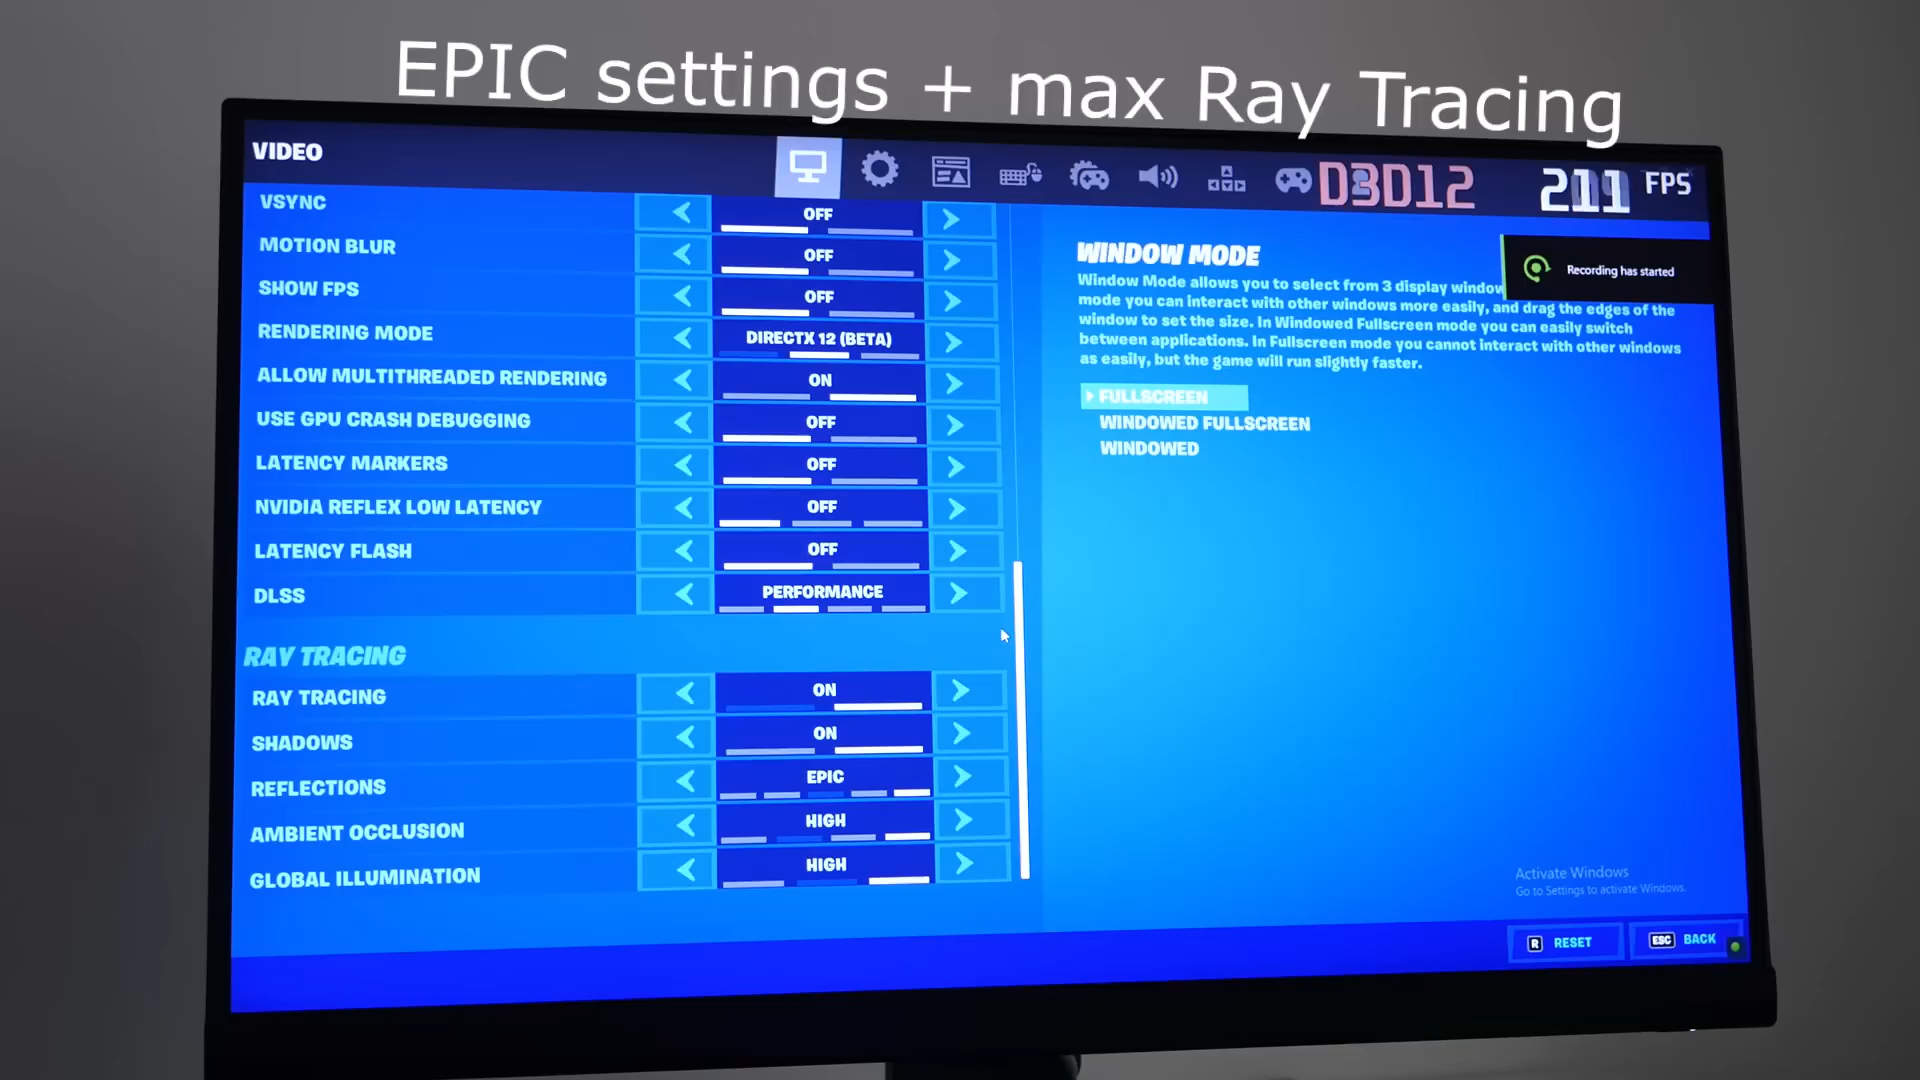 EPIC settings + max Ray Tracing
VIDEO
D3D12
211 FPS
VSYNC
OFF
MOTION BLUR
OFF
SHOW FPS
OFF
RENDERING MODE
DIRECTX 12 (BETA)
ALLOW MULTITHREADED RENDERING
ON
USE GPU CRASH DEBUGGING
OFF
LATENCY MARKERS
OFF
NVIDIA REFLEX LOW LATENCY
OFF
LATENCY FLASH
OFF
DLSS
PERFORMANCE
RAY TRACING
RAY TRACING
ON
SHADOWS
ON
REFLECTIONS
EPIC
AMBIENT OCCLUSION
HIGH
GLOBAL ILLUMINATION
HIGH
WINDOW MODE
Recording has started
Window Mode allows you to select from 3 display window
mode you can interact with other windows more easily, and drag the edges of the
window to set the size. In Windowed Fullscreen mode you can easily switch
between applications. In Fullscreen mode you cannot interact with other windows
as easily, but the game will run slightly faster.
FULLSCREEN
WINDOWED FULLSCREEN
WINDOWED
Activate Windows
Go to Settings to activate Windows.
R RESET
ESC BACK